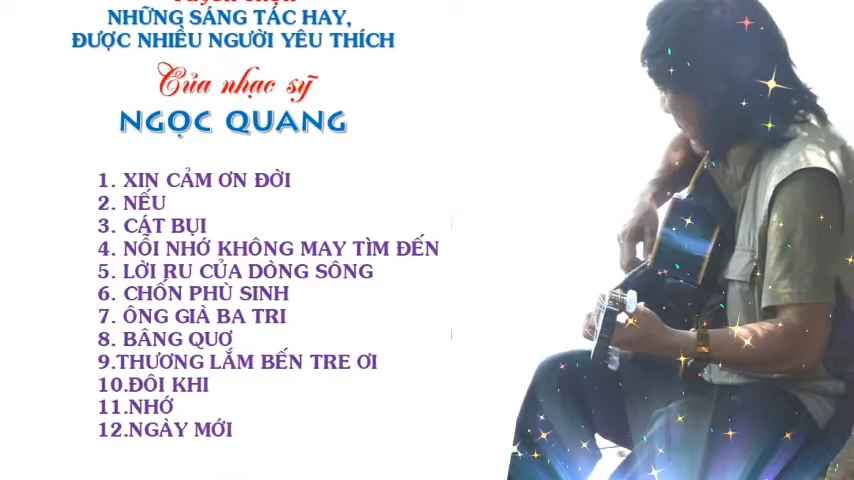 NHỮNG SÁNG TÁC HAY,
ĐƯỢC NHIỀU NGƯỜI YÊU THÍCH
Của nhạc sỹ
NGỌC QUANG
1. XIN CẢM ƠN ĐỜI
2. NẾU
3. CÁT BỤI
4. NỖI NHỚ KHÔNG MAY TÌM ĐẾN
5. LỜI RU CỦA DÒNG SÔNG
6. CHỐN PHÙ SINH
7. ÔNG GIÀ BA TRI
8. BÂNG QUƠ
9.THƯƠNG LẮM BẾN TRE ƠI
10.ĐÔI KHI
11.NHỚ
12.NGÀY MỚI